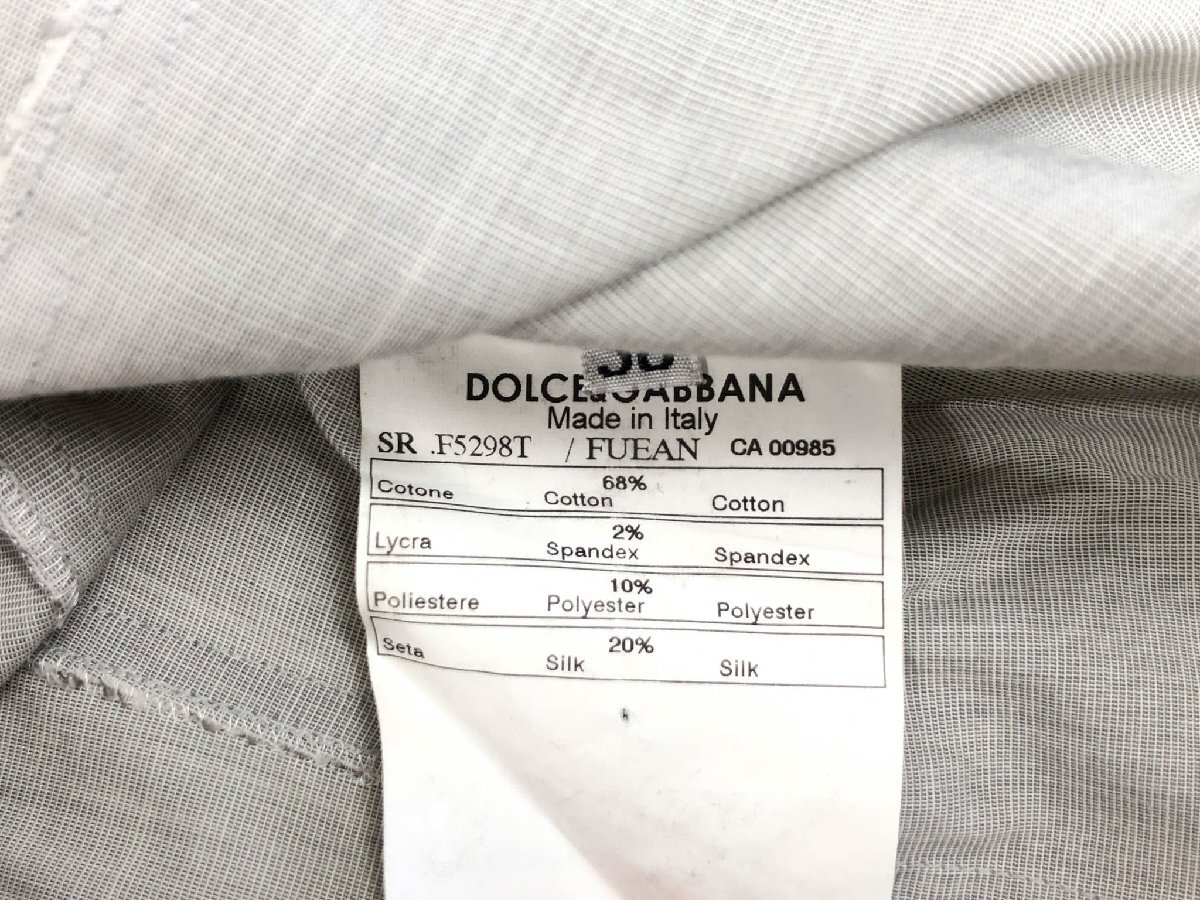 DOLCE&GABBANA
Made in Italy
SR .F5298T / FUEAN CA 00985
68%
Cotone Cotton Cotton
2%
Lycra Spandex Spandex
10%
Poliestere Polyester Polyester
20%
Seta Silk Silk